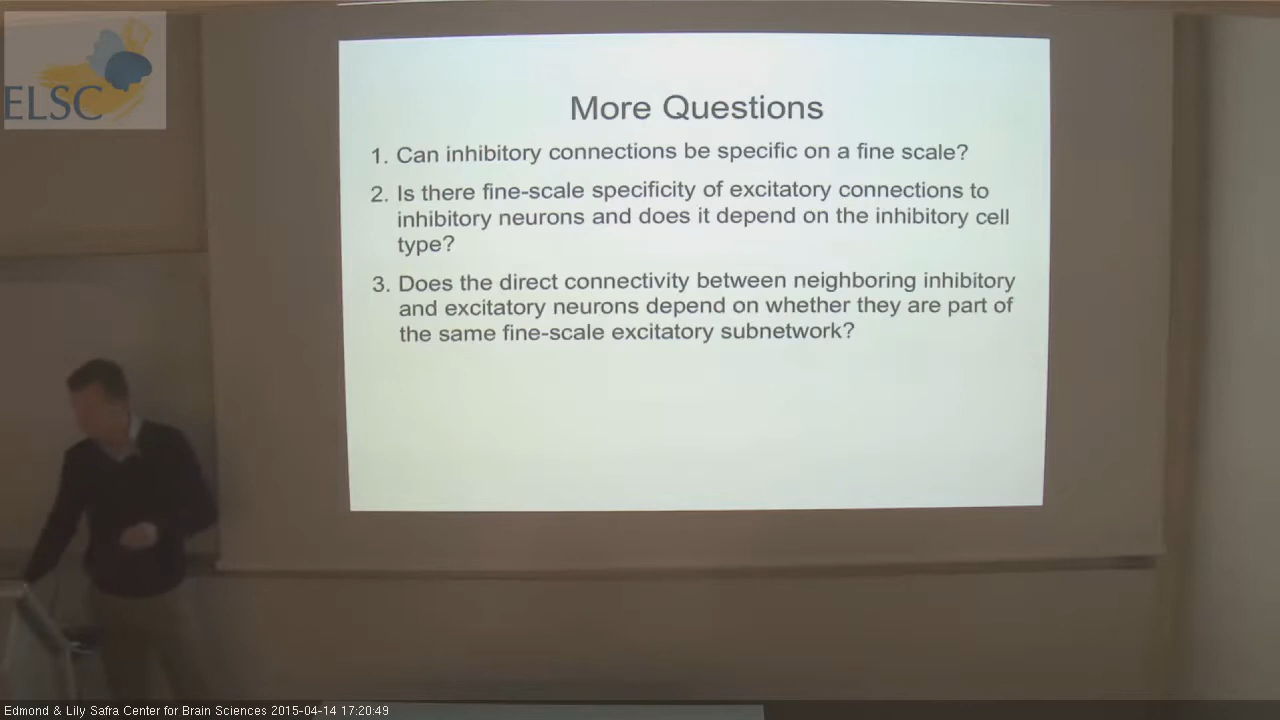 ELSC
More Questions
1. Can inhibitory connections be specific on a fine scale?
2. Is there fine-scale specificity of excitatory connections to
inhibitory neurons and does it depend on the inhibitory cell
type?
3. Does the direct connectivity between neighboring inhibitory
and excitatory neurons depend on whether they are part of
the same fine-scale excitatory subnetwork?
Edmond & Lily Safra Center for Brain Sciences 2015-04-14 17:20:49